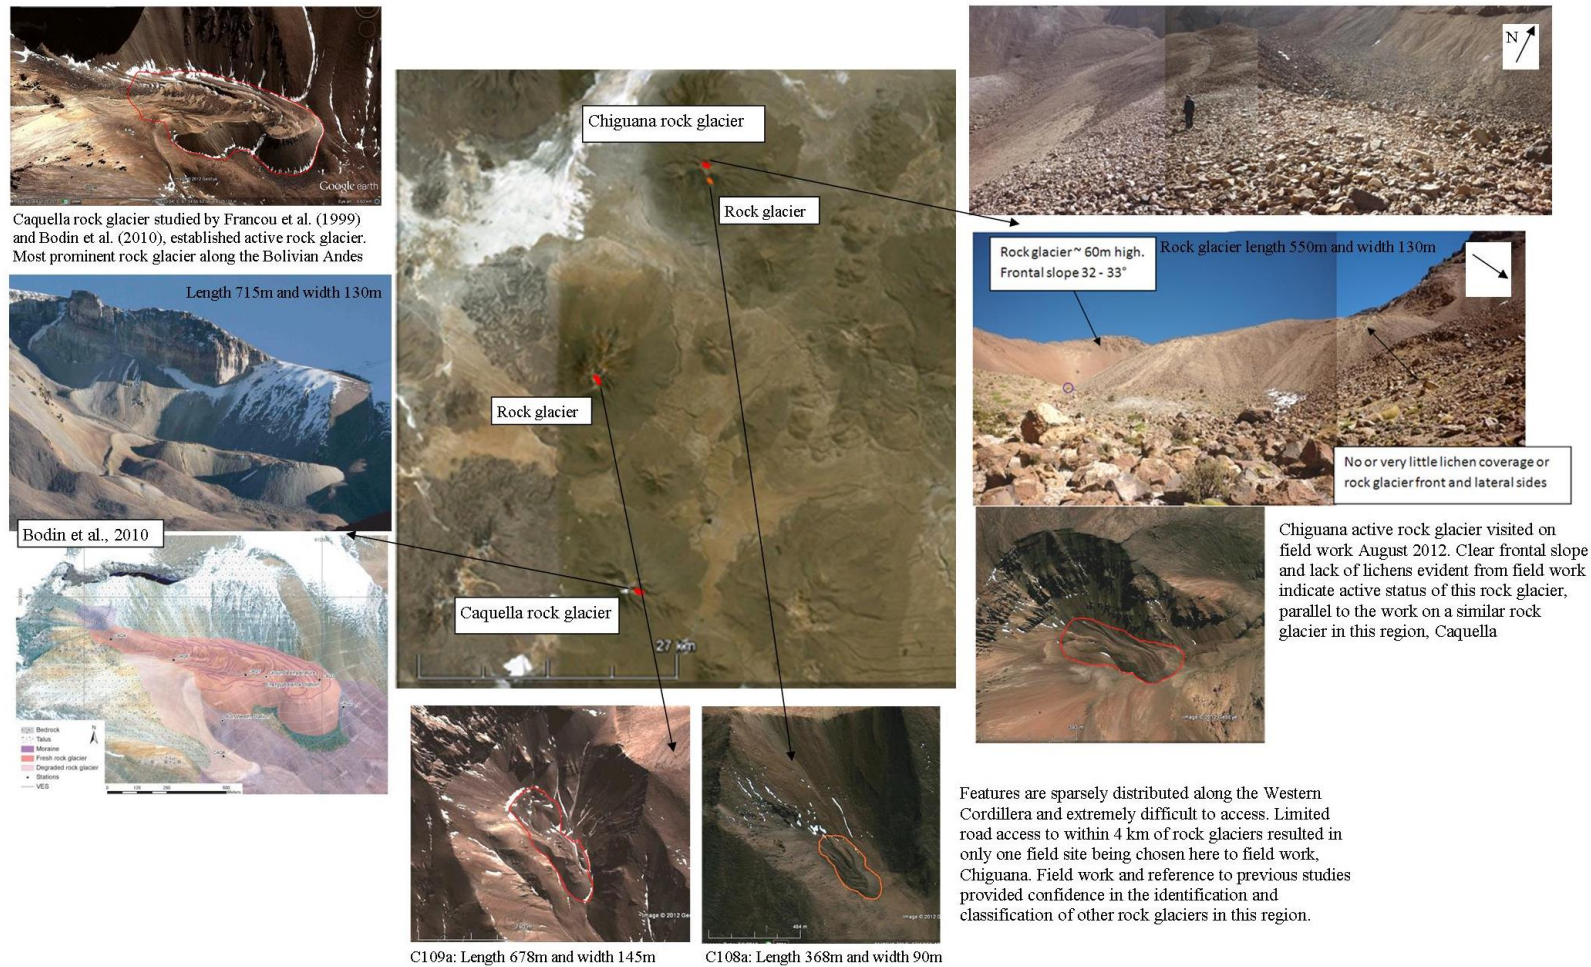 Google earth
Caquella rock glacier studied by Francou et al. (1999)
and Bodin et al. (2010), established active rock glacier.
Most prominent rock glacier along the Bolivian Andes
Length 715m and width 130m
Bodin et al., 2010
N
Bedrock
Talus
Moraine
Fresh rock glacier
Degraded rock glacier
Stations
VES
Chiguana rock glacier
Rock glacier
Rock glacier
Caquella rock glacier
27 km
N
Rock glacier~ 60m high.
Frontal slope 32 - 33°
Rock glacier length 550m and width 130m
No or very little lichen coverage or
rock glacier front and lateral sides
Chiguana active rock glacier visited on
field work August 2012. Clear frontal slope
and lack of lichens evident from field work
indicate active status of this rock glacier,
parallel to the work on a similar rock
glacier in this region, Caquella
Image © 2012 GeoEye
Features are sparsely distributed along the Western
Cordillera and extremely difficult to access. Limited
road access to within 4 km of rock glaciers resulted in
only one field site being chosen here to field work,
Chiguana. Field work and reference to previous studies
provided confidence in the identification and
classification of other rock glaciers in this region.
Image © 2012 Geo
C109a: Length 678m and width 145m
484 m
Image © 2012 G
C108a: Length 368m and width 90m